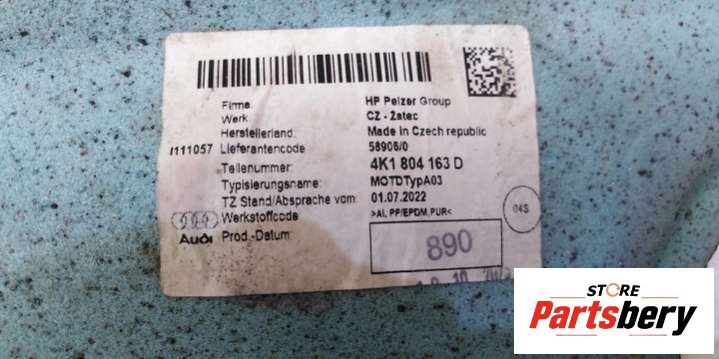 Firma: HP Pelzer Group
Werk: CZ - Zatec
Herstellerland: Made in Czech republic
I111057 Lieferantencode 58906/0
Teilenummer: 4K1 804 163 D
Typisierungsname: MOTDTypA03
TZ Stand/Absprache vom: 01.07.2022
Werkstoffcode >Al, PP/EPDM, PUR<
04S
Audi Prod.-Datum:
890
STORE
Partsbery